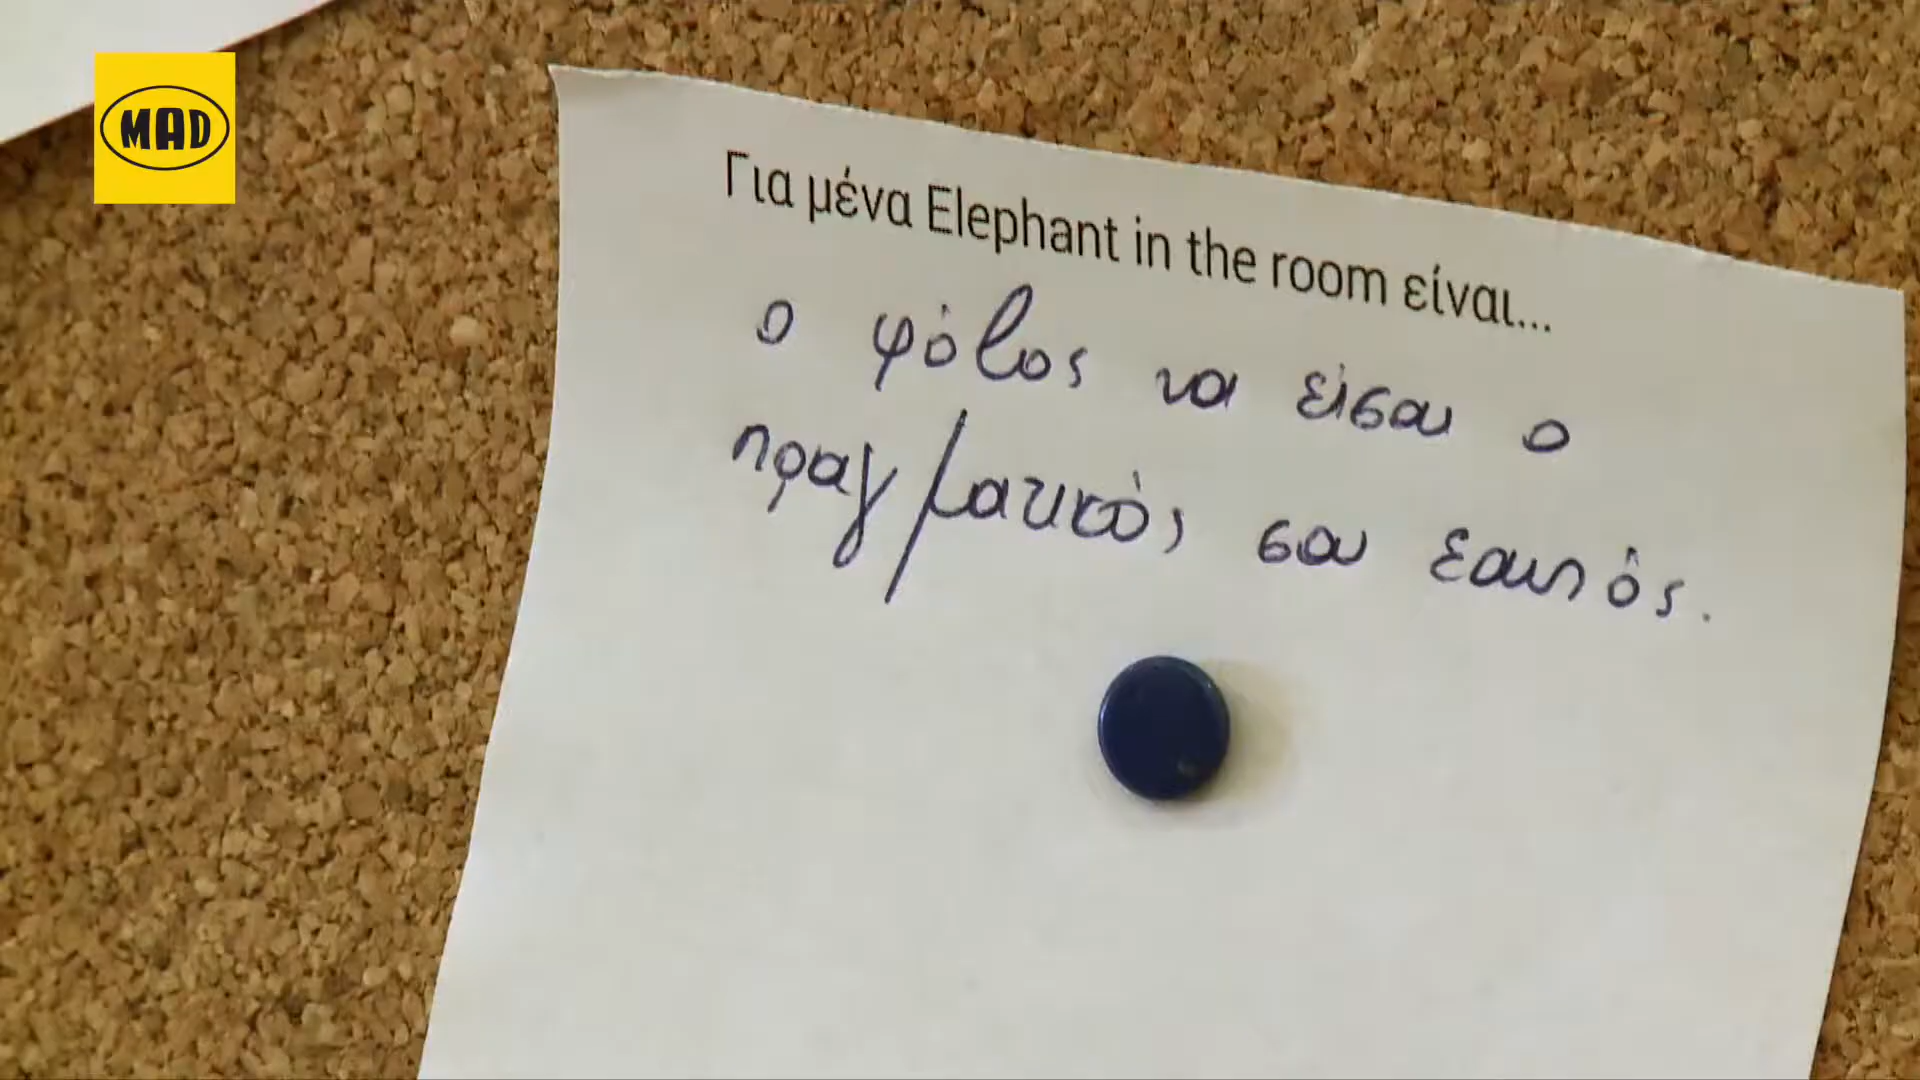 MAD
Για μένα Elephant in the room είναι...
ο φόβος να είσαι ο
πραγματικός σου εαυτός.